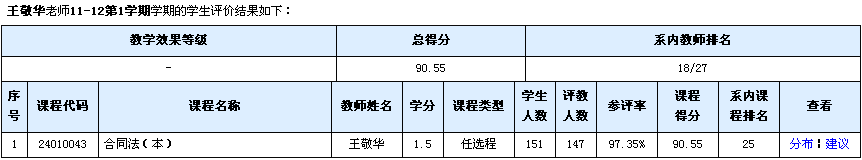 王敬华老师11-12第1学期学期的学生评价结果如下：
教学效果等级 总得分 系内教师排名
- 90.55 18/27
序号 课程代码 课程名称 教师姓名 学分 课程类型 学生人数 评教人数 参评率 课程得分 系内课程排名 查看
1 24010043 合同法（本） 王敬华 1.5 任选程 151 147 97.35% 90.55 25 分布┆建议